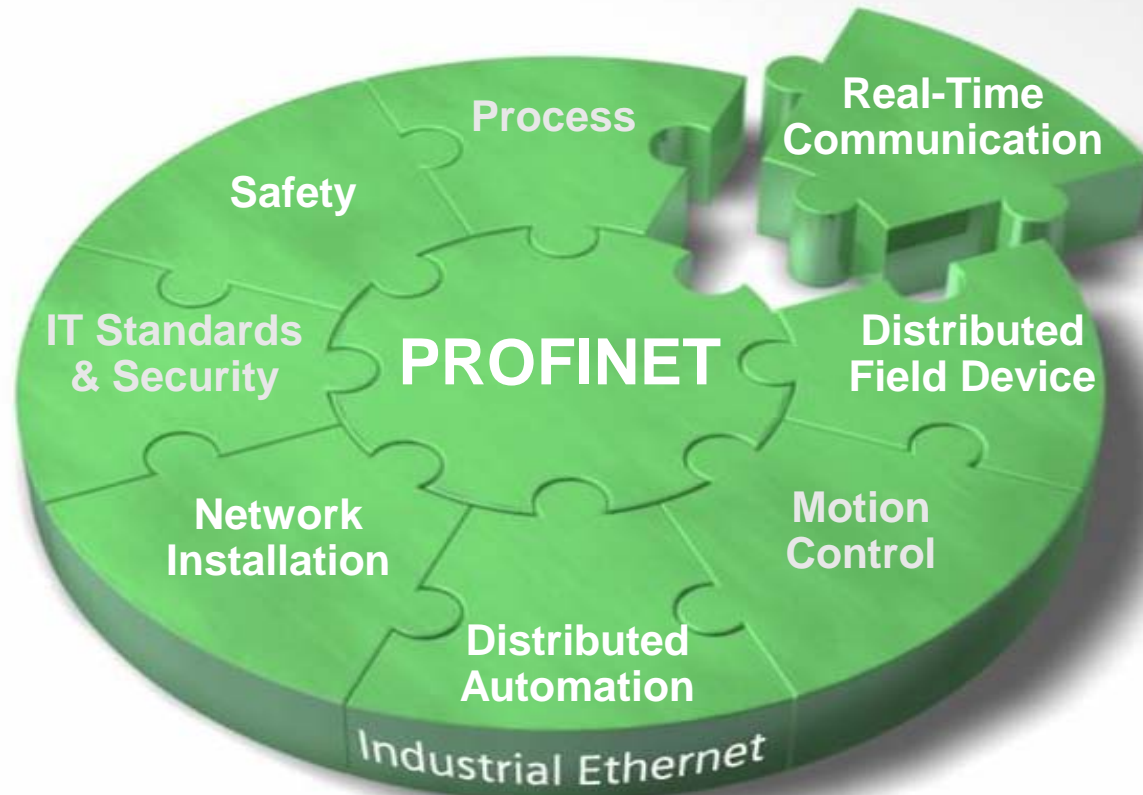 Process
Real-Time
Communication
Safety
IT Standards
& Security
PROFINET
Distributed
Field Device
Network
Installation
Motion
Control
Distributed
Automation
Industrial Ethernet